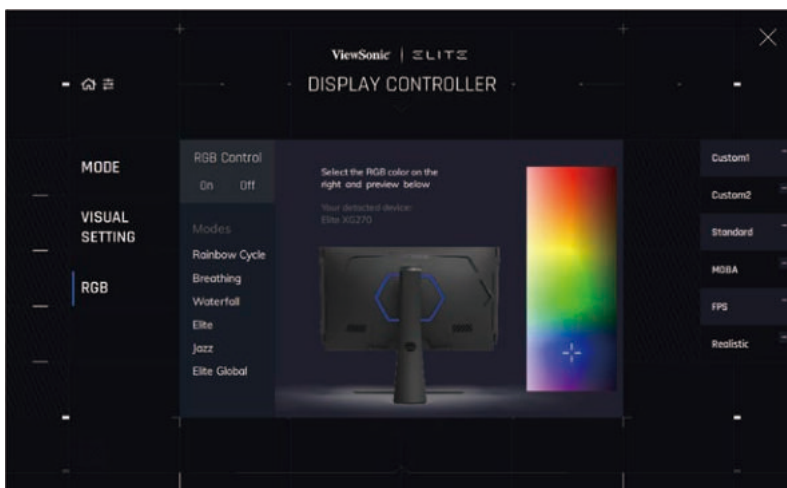 ViewSonic | ELITE
DISPLAY CONTROLLER
MODE
VISUAL
SETTING
RGB
RGB Control
On Off
Modes
Rainbow Cycle
Breathing
Waterfall
Elite
Jazz
Elite Global
Select the RGB color on the
right and preview below
Your detected device:
Elite XG270
Custom1
Custom2
Standard
MOBA
FPS
Realistic